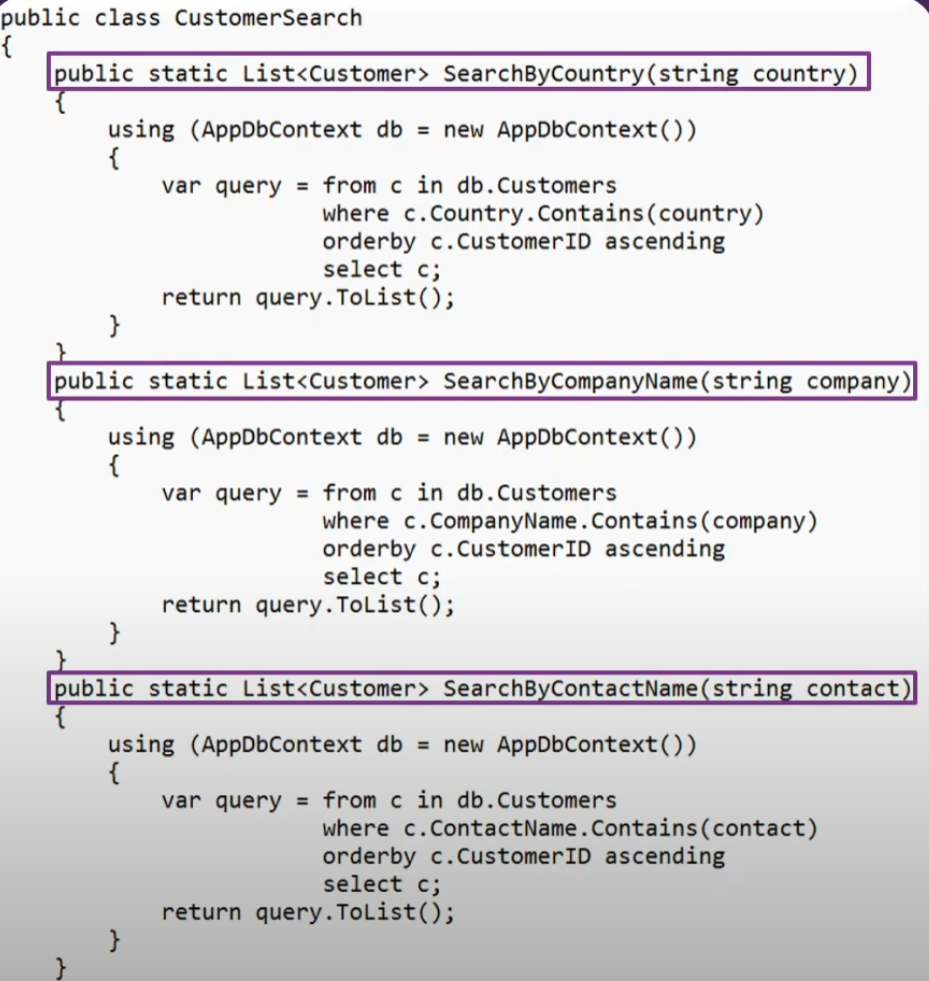 public class CustomerSearch
{
public static List<Customer> SearchByCountry(string country)
{
using (AppDbContext db = new AppDbContext())
{
var query = from c in db.Customers
where c.Country.Contains(country)
orderby c.CustomerID ascending
select c;
return query.ToList();
}
}
public static List<Customer> SearchByCompanyName(string company)
{
using (AppDbContext db = new AppDbContext())
{
var query = from c in db.Customers
where c.CompanyName.Contains(company)
orderby c.CustomerID ascending
select c;
return query.ToList();
}
}
public static List<Customer> SearchByContactName(string contact)
{
using (AppDbContext db = new AppDbContext())
{
var query = from c in db.Customers
where c.ContactName.Contains(contact)
orderby c.CustomerID ascending
select c;
return query.ToList();
}
}